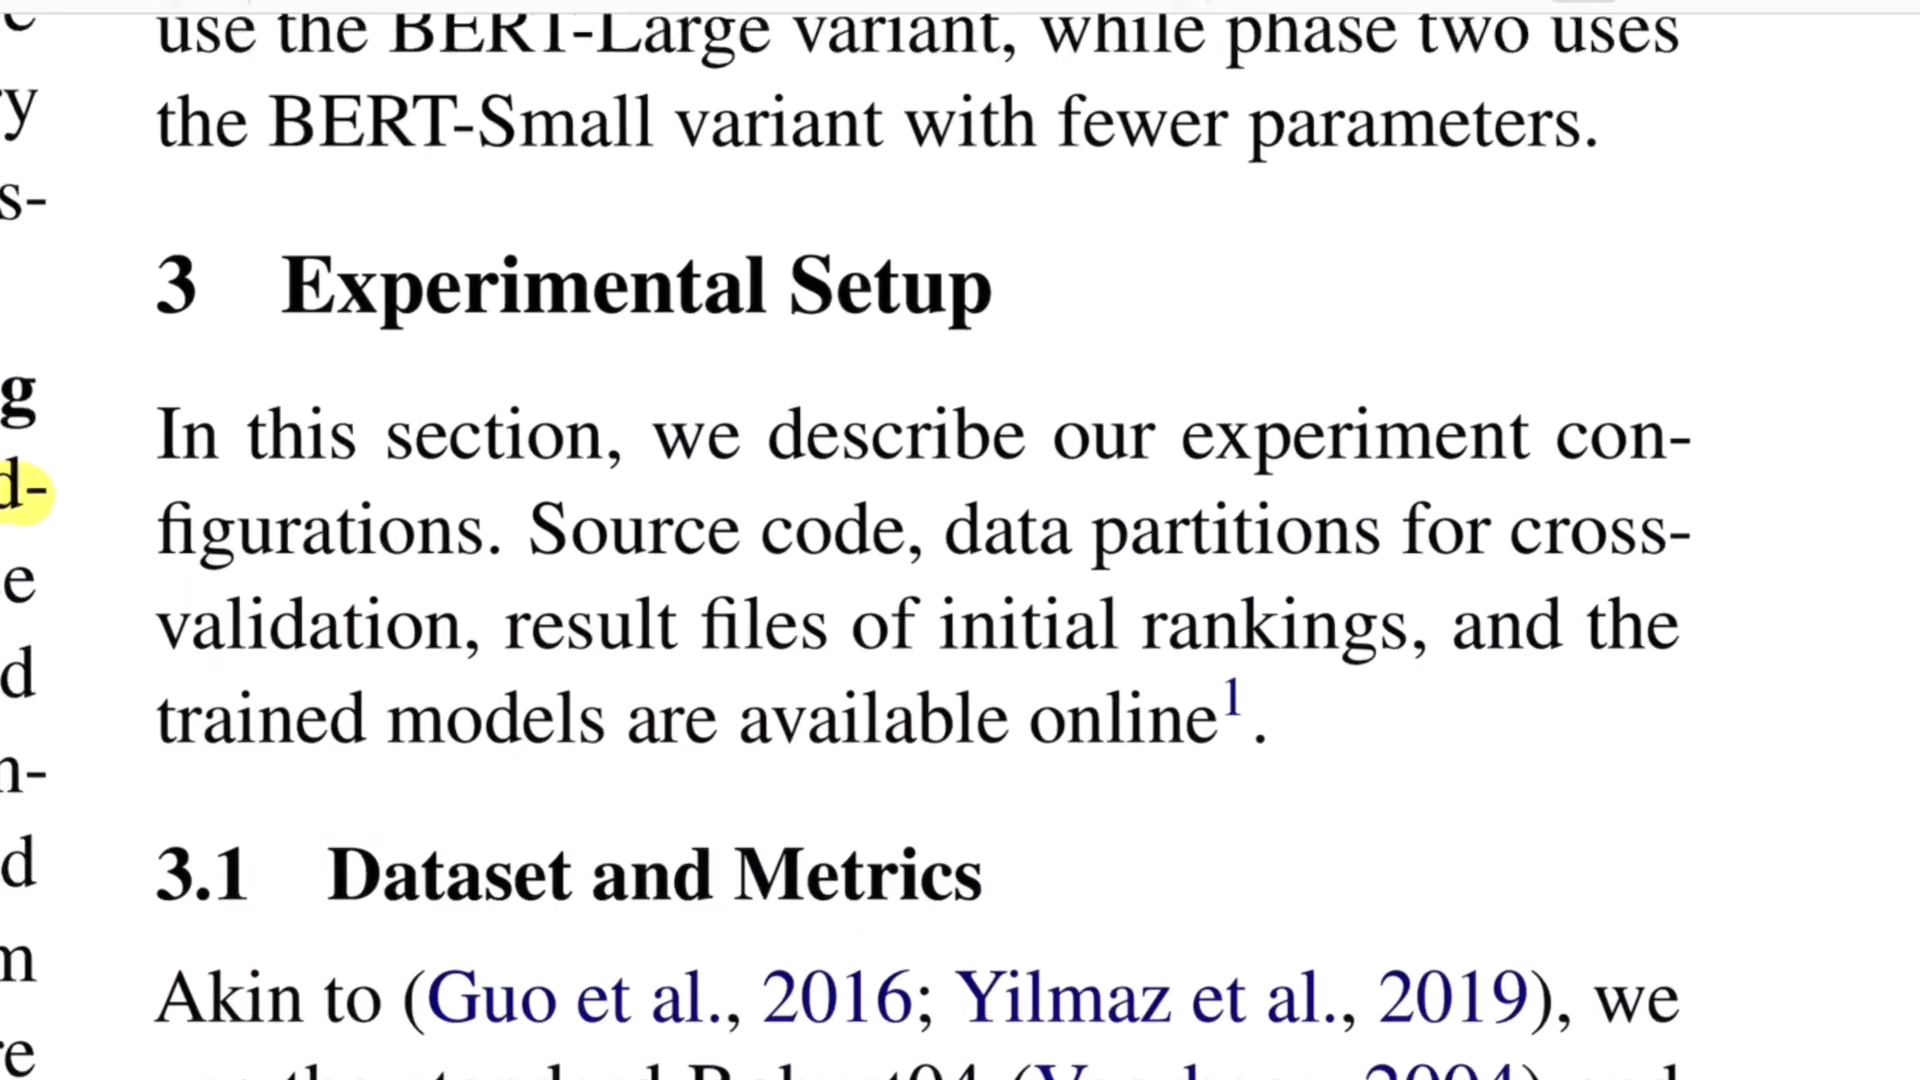 use the BERT-Large variant, while phase two uses
the BERT-Small variant with fewer parameters.
3 Experimental Setup
In this section, we describe our experiment con-
figurations. Source code, data partitions for cross-
validation, result files of initial rankings, and the
trained models are available online1.
3.1 Dataset and Metrics
Akin to (Guo et al., 2016; Yilmaz et al., 2019), we